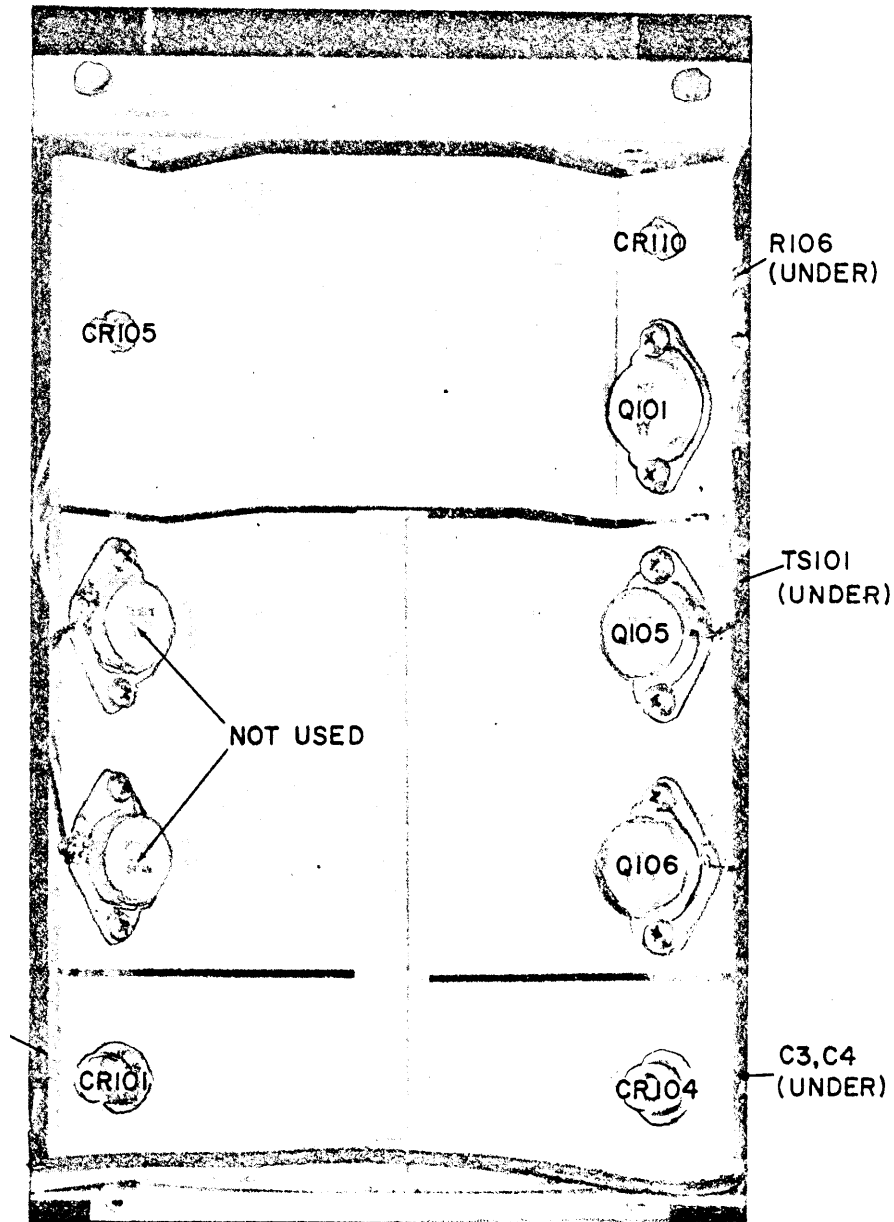 CR110
R106
(UNDER)
CR105
Q101
TS101
(UNDER)
Q105
NOT USED
Q106
CR101
CR104
C3,C4
(UNDER)